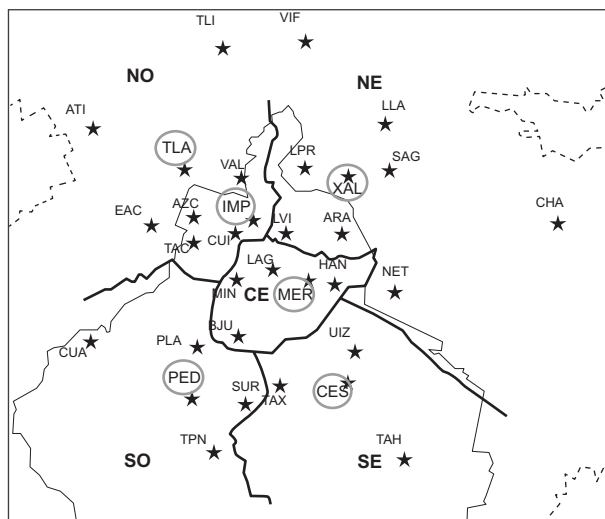 TLI
VIF
NO
NE
ATI
LLA
TLA
VAL
LPR
SAG
XAL
EAC
AZC
IMP
CHA
TAC
CUI
LVI
ARA
LAG
HAN
NET
MIN
CE
MER
CUA
PLA
BJU
UIZ
PED
SUR
TAX
CES
TPN
SO
SE
TAH